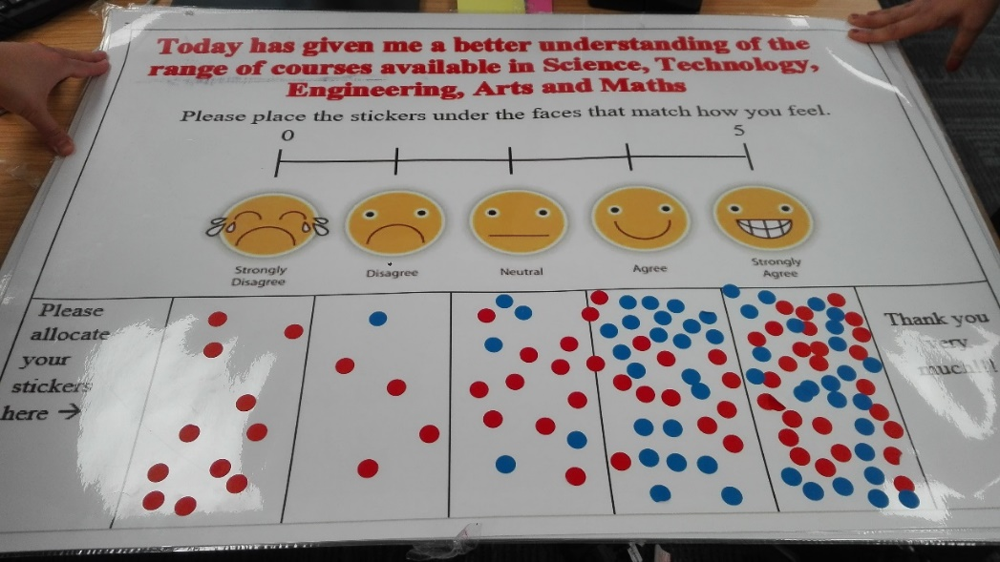 Today has given me a better understanding of the
range of courses available in Science, Technology,
Engineering, Arts and Maths
Please place the stickers under the faces that match how you feel.
0 5
Strongly
Disagree
Disagree
Neutral
Agree
Strongly
Agree
Please
allocate
your
stickers
here →
Thank you
very
much!!!